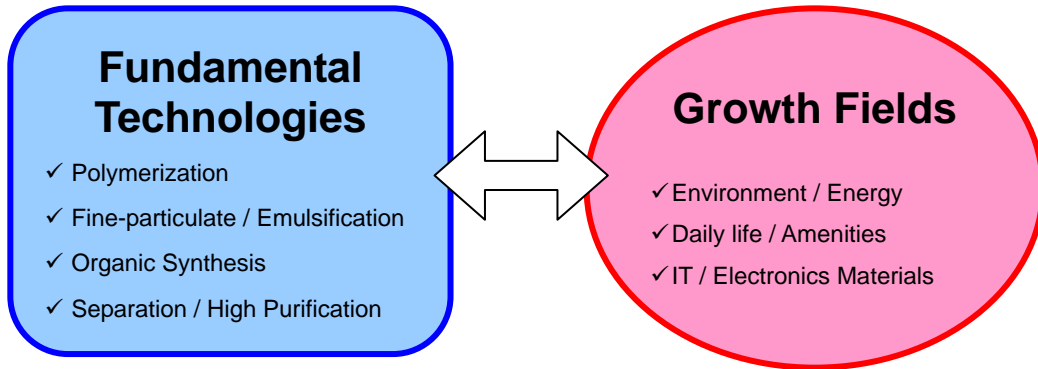 Fundamental
Technologies
✓ Polymerization
✓ Fine-particulate / Emulsification
✓ Organic Synthesis
✓ Separation / High Purification
Growth Fields
✓ Environment / Energy
✓ Daily life / Amenities
✓ IT / Electronics Materials